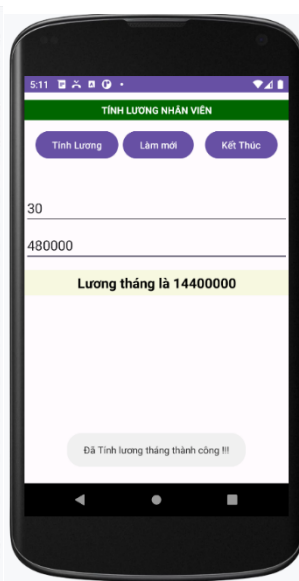 5:11
TÍNH LƯƠNG NHÂN VIÊN
Tính Lương Làm mới Kết Thúc
30
480000
Lương tháng là 14400000
Đã Tính lương tháng thành công !!!